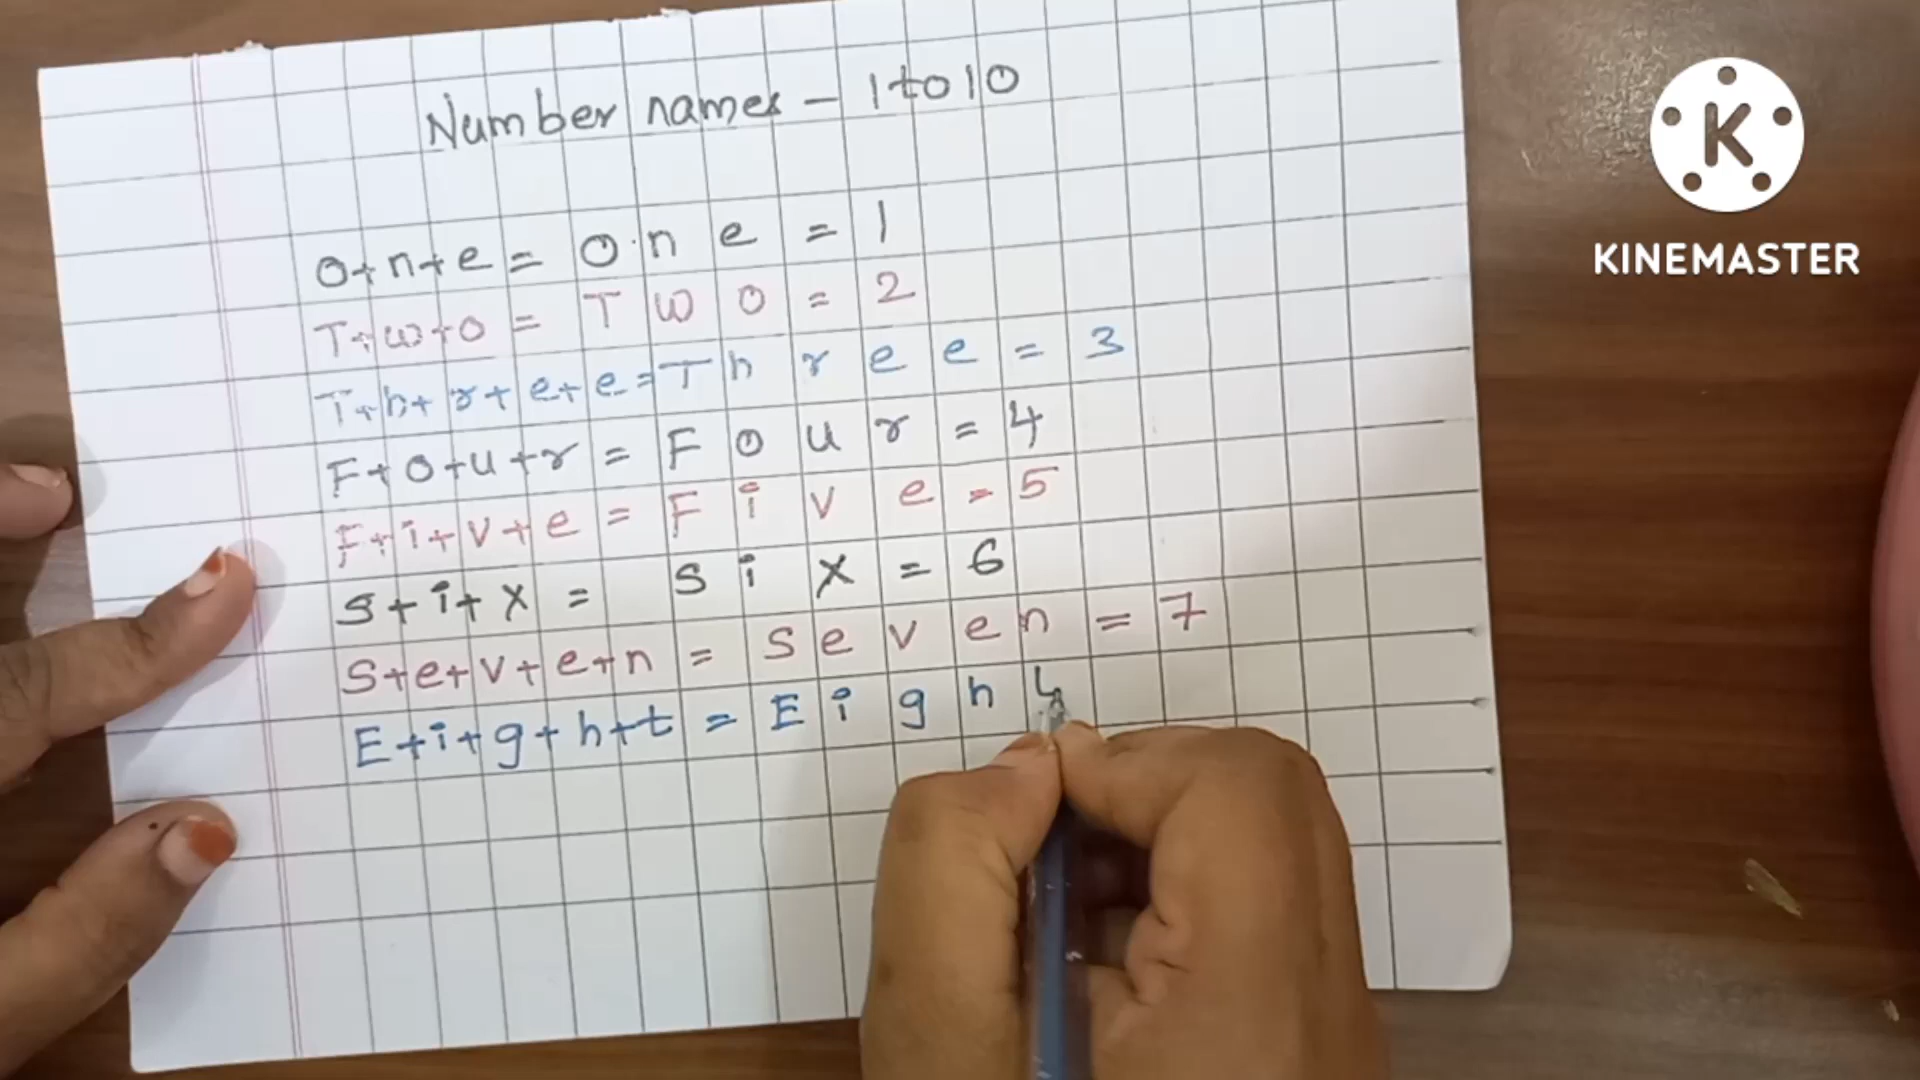 Number names - 1 to 10
O+n+e = O n e = 1
T+w+o = T w o = 2
T+h+r+e+e = T h r e e = 3
F+o+u+r = F o u r = 4
F+i+v+e = F i v e = 5
S+i+x = S i x = 6
S+e+v+e+n = S e v e n = 7
E+i+g+h+t = E i g h
K
KINEMASTER